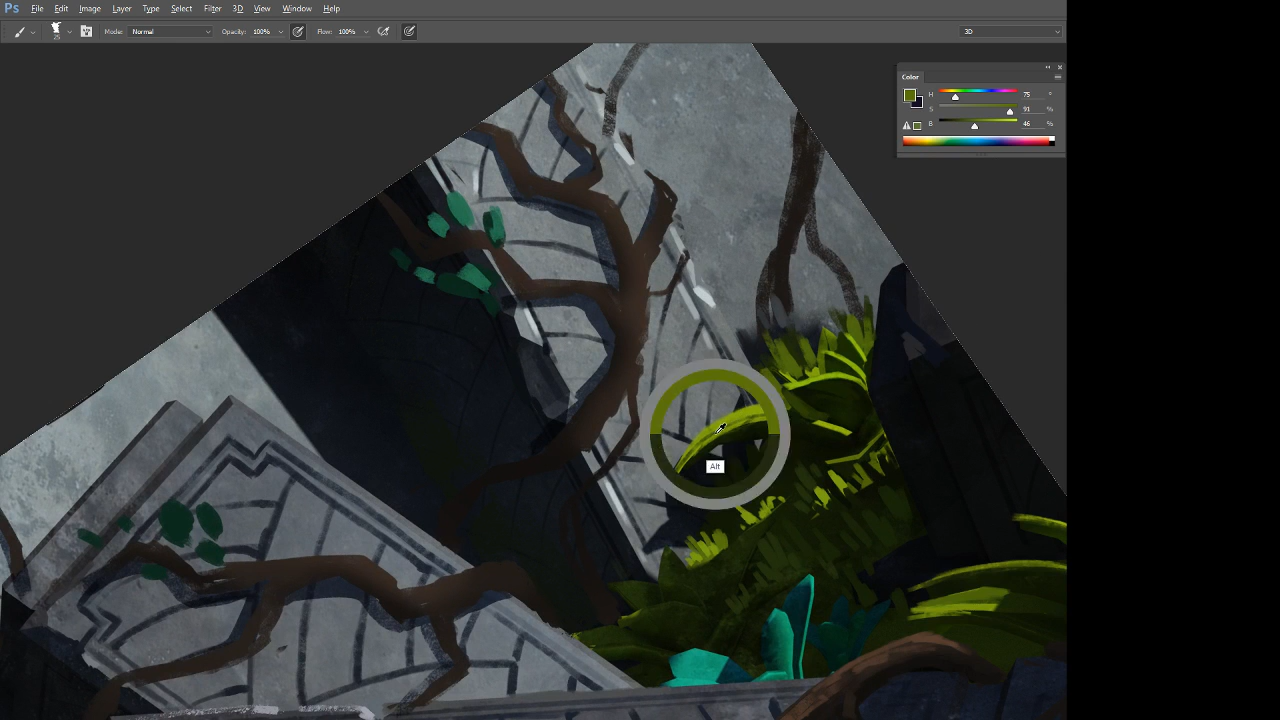 Ps File Edit Image Layer Type Select Filter 3D View Window Help
25 Mode: Normal Opacity: 100% Flow: 100% 3D
Color
H 75 °
S 91 %
B 46 %
Alt